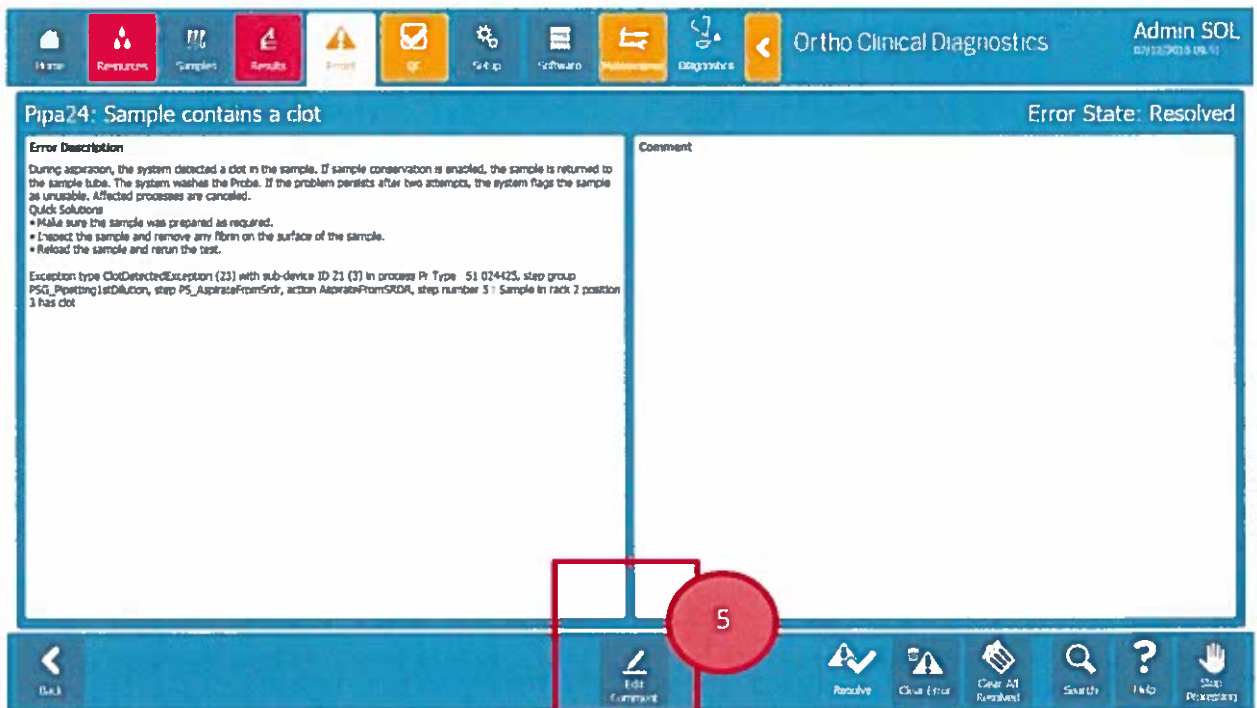 Home
Resources
Samples
Results
Errors
QC
Setup
Software
Maintenance
Diagnostics
Ortho Clinical Diagnostics
Admin SOL
Pipa24: Sample contains a clot
Error State: Resolved
Error Description
During aspiration, the system detected a clot in the sample. If sample conservation is enabled, the sample is returned to
the sample tube. The system washes the Probe. If the problem persists after two attempts, the system flags the sample
as unusable. Affected processes are canceled.
Quick Solutions
• Make sure the sample was prepared as required.
• Inspect the sample and remove any fibrin on the surface of the sample.
• Reload the sample and rerun the test.
Exception type ClotDetectedException (23) with sub-device ID 21 (3) in process Pr Type 51 024425, step group
PSG_Pipetting1stDilution, step PS_AspirateFromSrdr, action AspirateFromSRDR, step number 5 : Sample in rack 2 position
3 has clot
Comment
5
Back
Edit
Comment
Resolve
Clear Error
Clear All
Resolved
Search
Help
Stop
Processing